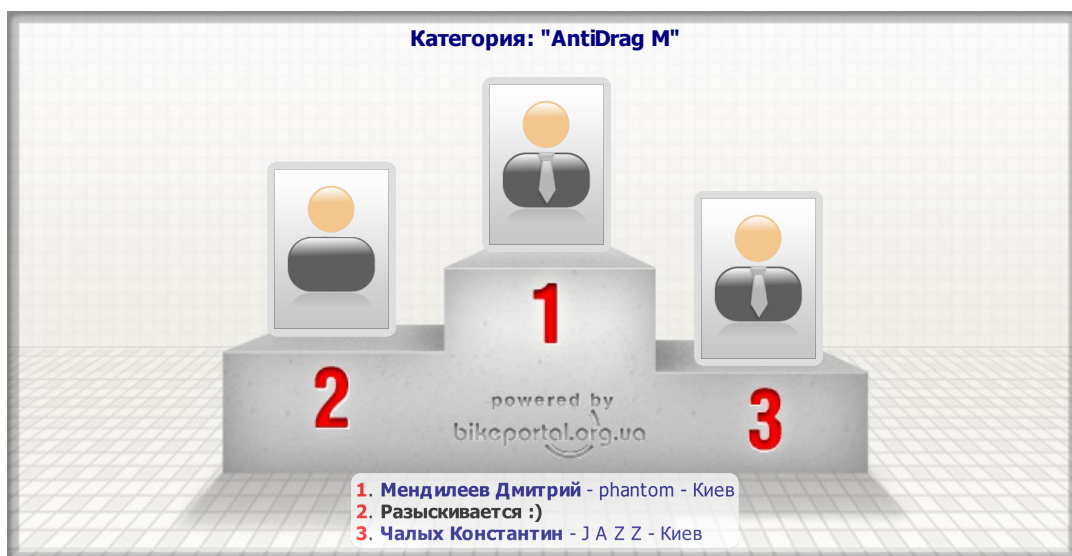 Категория: "AntiDrag M"
1
2
3
powered by
bikeportal.org.ua
1. Мендилеев Дмитрий - phantom - Киев
2. Разыскивается :)
3. Чалых Константин - J A Z Z - Киев